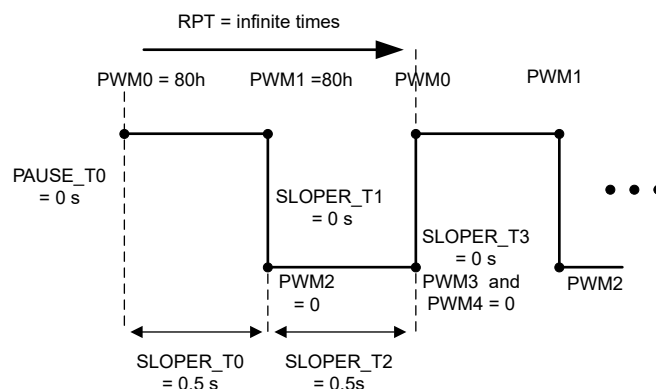 RPT = infinite times
PWM0 = 80h
PWM1 =80h
PWM0
PWM1
PAUSE_T0
= 0 s
SLOPER_T1
= 0 s
SLOPER_T3
= 0 s
PWM2
= 0
PWM3 and
PWM4 = 0
PWM2
SLOPER_T0
= 0.5 s
SLOPER_T2
= 0.5s